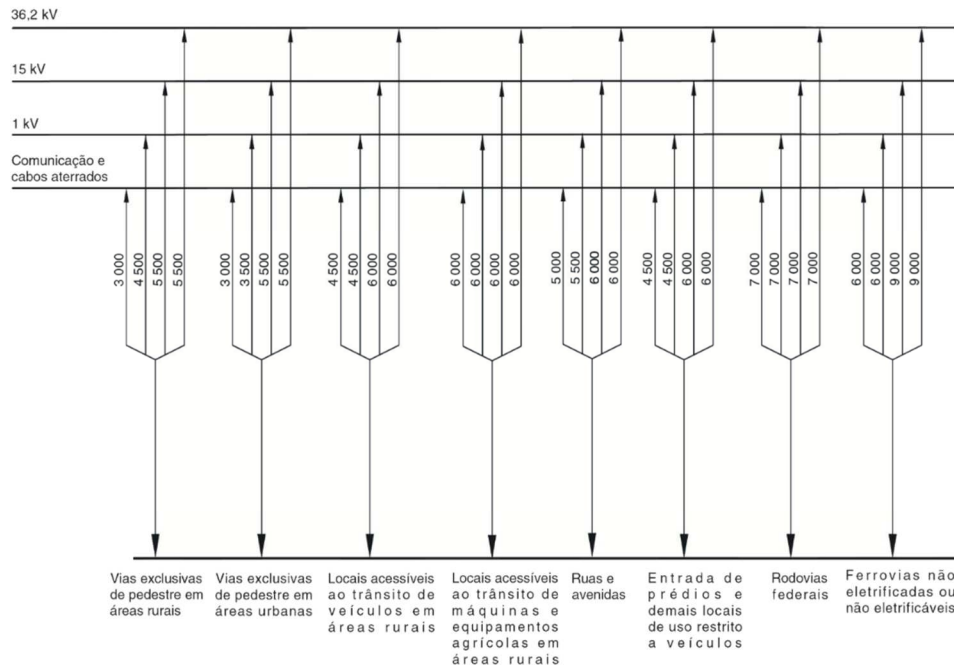 36,2 kV
15 kV
1 kV
Comunicação e
cabos aterrados
3 000
4 500
5 500
5 500
3 000
3 500
5 500
5 500
4 500
4 500
6 000
6 000
6 000
6 000
6 000
6 000
5 000
5 500
6 000
6 000
4 500
4 500
6 000
6 000
7 000
7 000
7 000
7 000
6 000
6 000
9 000
9 000
Vias exclusivas
de pedestre em
áreas rurais
Vias exclusivas
de pedestre em
áreas urbanas
Locais acessíveis
ao trânsito de
veículos em
áreas rurais
Locais acessíveis
ao trânsito de
máquinas e
equipamentos
agrícolas em
áreas rurais
Ruas e
avenidas
Entrada de
prédios e
demais locais
de uso restrito
a veículos
Rodovias
federais
Ferrovias não
eletrificadas ou
não eletrificáveis